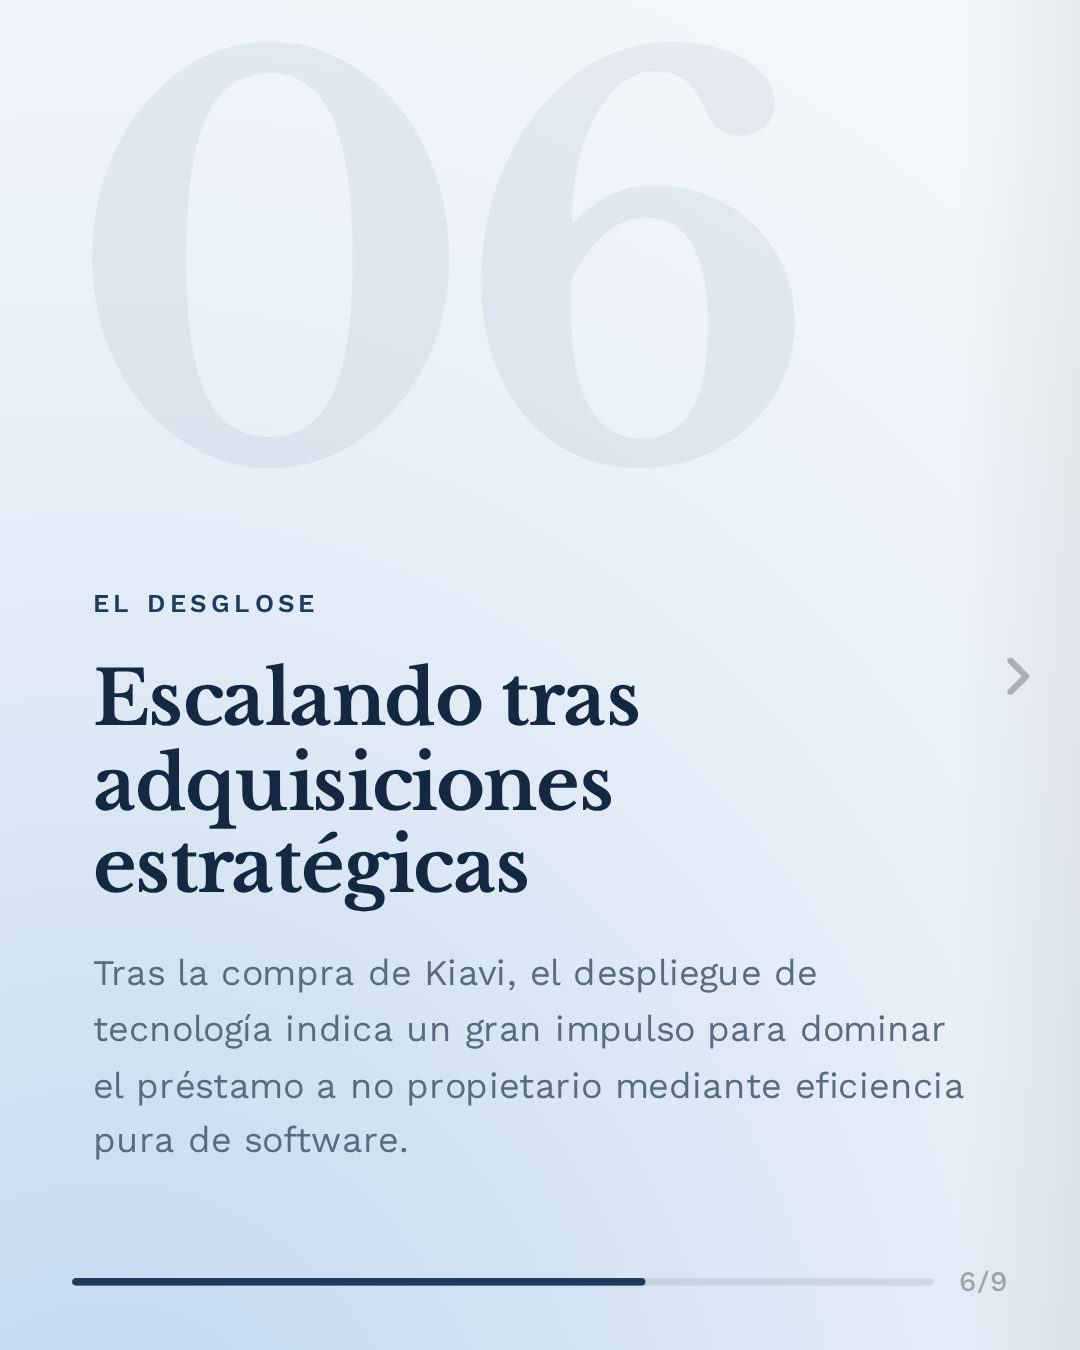 06
EL DESGLOSE
Escalando tras
adquisiciones
estratégicas
Tras la compra de Kiavi, el despliegue de
tecnología indica un gran impulso para dominar
el préstamo a no propietario mediante eficiencia
pura de software.
6/9